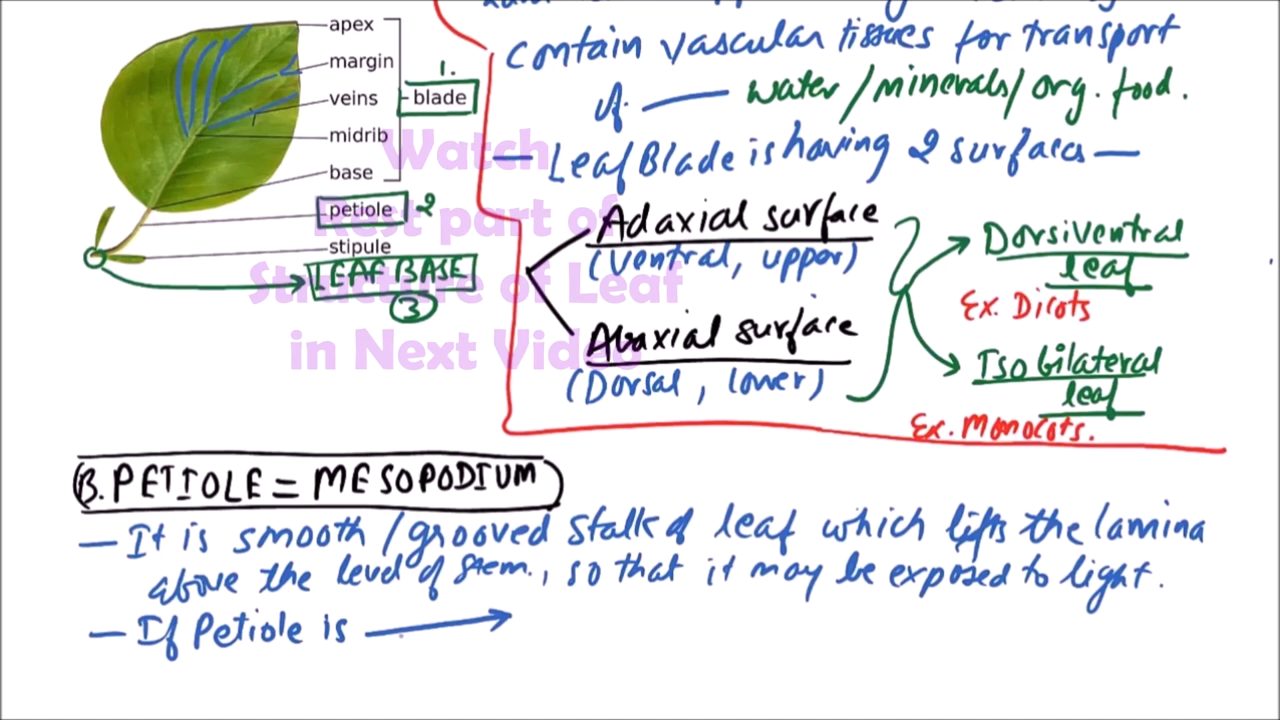 apex
margin
veins
midrib
base
petiole 2
stipule
1.
blade
LEAF BASE
3
Watch
Rest part of
Structure of Leaf
in Next Video
contain vascular tissues for transport
of — water/minerals/org. food.
— Leaf Blade is having 2 surfaces —
Adaxial surface
(Ventral, upper)
Abaxial surface
(Dorsal, lower)
Dorsiventral
leaf
Ex. Dicots
Isobilateral
leaf
Ex. Monocots.
B. PETIOLE = MESOPODIUM
— It is smooth/grooved stalk of leaf which lifts the lamina
above the level of stem., so that it may be exposed to light.
— If Petiole is →